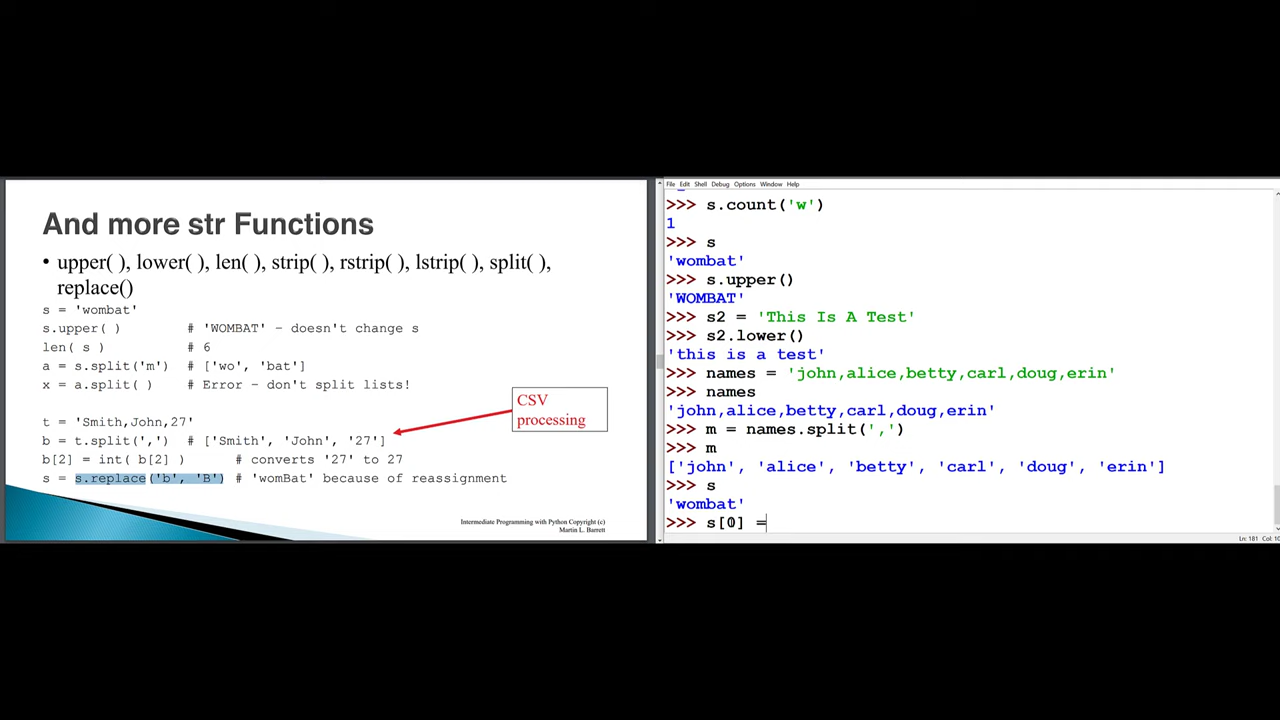 And more str Functions
• upper( ), lower( ), len( ), strip( ), rstrip( ), lstrip( ), split( ),
replace()
s = 'wombat'
s.upper( ) # 'WOMBAT' – doesn't change s
len( s ) # 6
a = s.split('m') # ['wo', 'bat']
x = a.split( ) # Error – don't split lists!
CSV
processing
t = 'Smith,John,27'
b = t.split(',') # ['Smith', 'John', '27']
b[2] = int( b[2] ) # converts '27' to 27
s = s.replace('b', 'B') # 'womBat' because of reassignment
Intermediate Programming with Python Copyright (c)
Martin L. Barrett
File Edit Shell Debug Options Window Help
>>> s.count('w')
1
>>> s
'wombat'
>>> s.upper()
'WOMBAT'
>>> s2 = 'This Is A Test'
>>> s2.lower()
'this is a test'
>>> names = 'john,alice,betty,carl,doug,erin'
>>> names
'john,alice,betty,carl,doug,erin'
>>> m = names.split(',')
>>> m
['john', 'alice', 'betty', 'carl', 'doug', 'erin']
>>> s
'wombat'
>>> s[0] =
Ln: 181 Col: 10